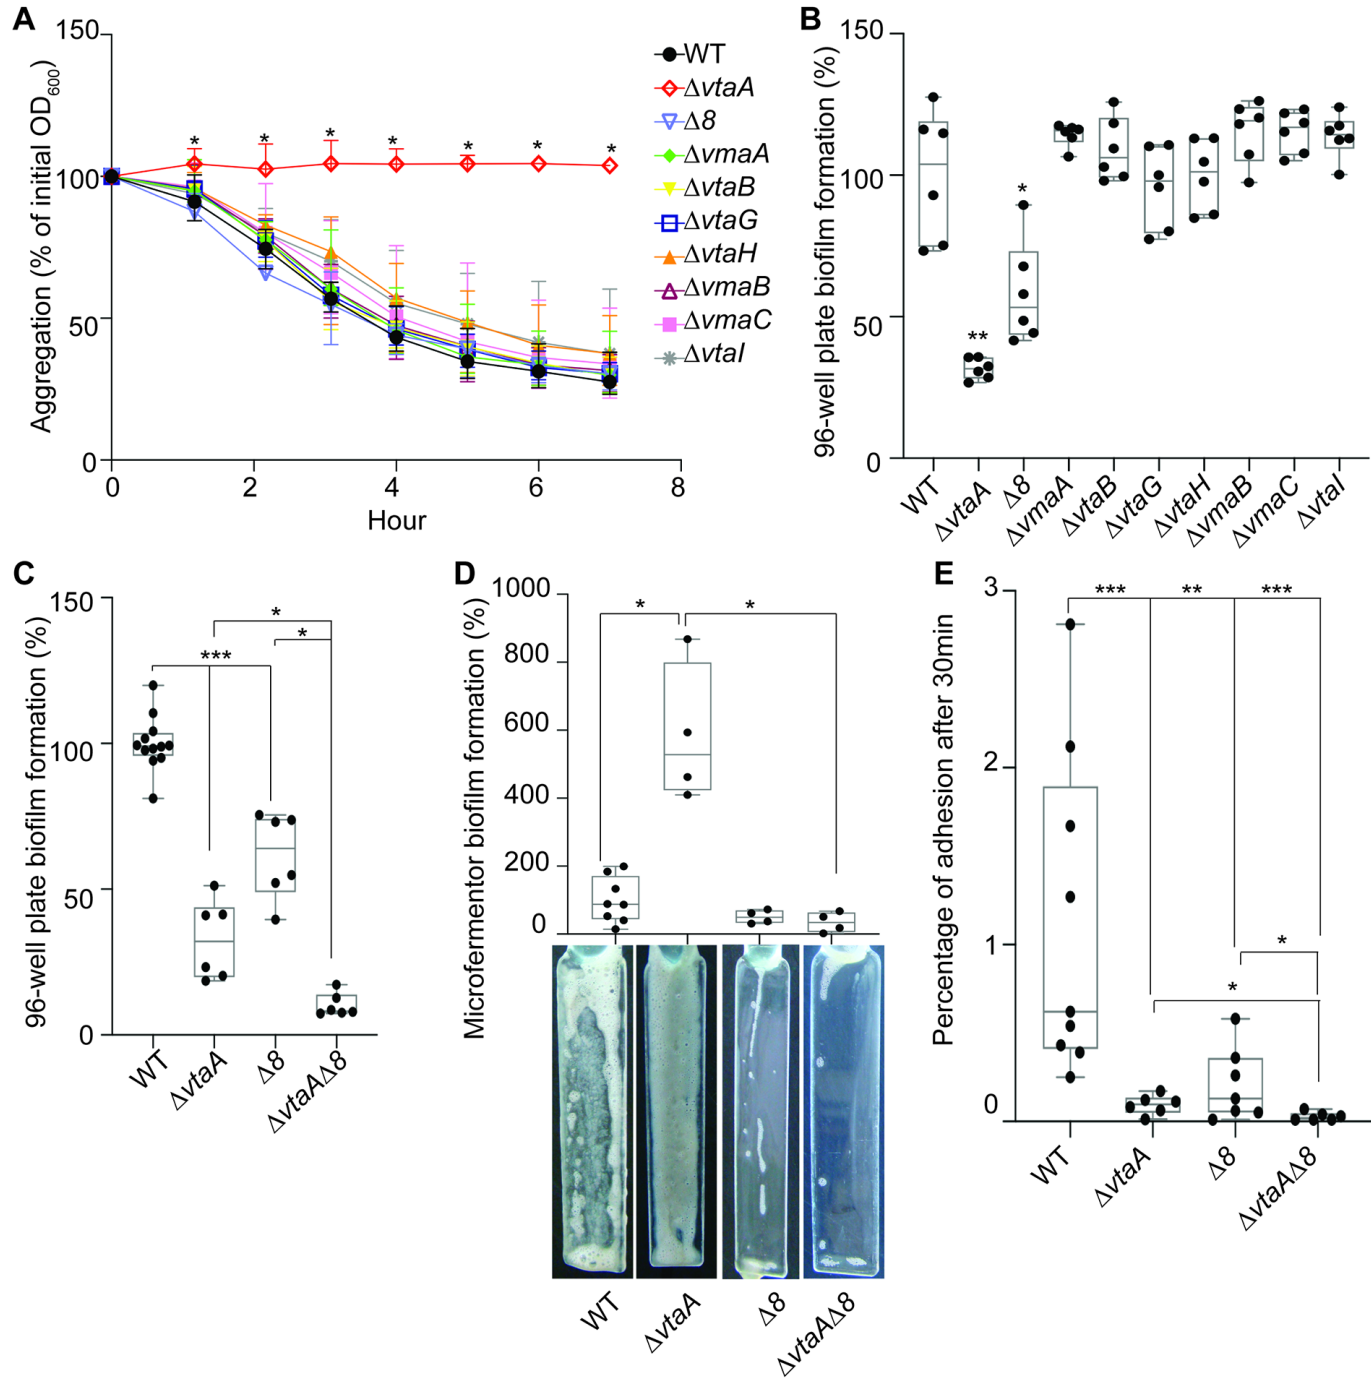 A
150
100
50
0
Aggregration (% of initial OD600)
0
2
4
6
8
Hour
* * * * * * *
WT
ΔvtaA
Δ8
ΔvmaA
ΔvtaB
ΔvtaG
ΔvtaH
ΔvmaB
ΔvmaC
ΔvtaI
B
150
100
50
0
96-well plate biofilm formation (%)
**
*
WT
ΔvtaA
Δ8
ΔvmaA
ΔvtaB
ΔvtaG
ΔvtaH
ΔvmaB
ΔvmaC
ΔvtaI
C
150
100
50
0
96-well plate biofilm formation (%)
*
*
***
WT
ΔvtaA
Δ8
ΔvtaAΔ8
D
1000
800
600
400
200
0
Microfermentor biofilm formation (%)
* *
WT
ΔvtaA
Δ8
ΔvtaAΔ8
E
3
2
1
0
Percentage of adhesion after 30min
*** ** ***
*
*
WT
ΔvtaA
Δ8
ΔvtaAΔ8